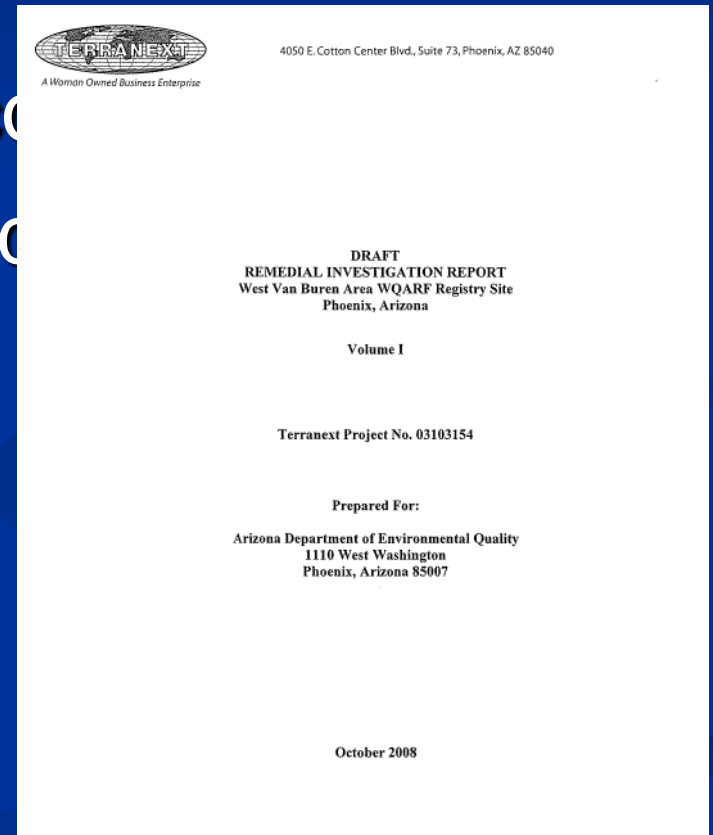 TERRANEXT
4050 E. Cotton Center Blvd., Suite 73, Phoenix, AZ 85040
A Woman Owned Business Enterprise
DRAFT
REMEDIAL INVESTIGATION REPORT
West Van Buren Area WQARF Registry Site
Phoenix, Arizona
Volume I
Terranext Project No. 03103154
Prepared For:
Arizona Department of Environmental Quality
1110 West Washington
Phoenix, Arizona 85007
October 2008